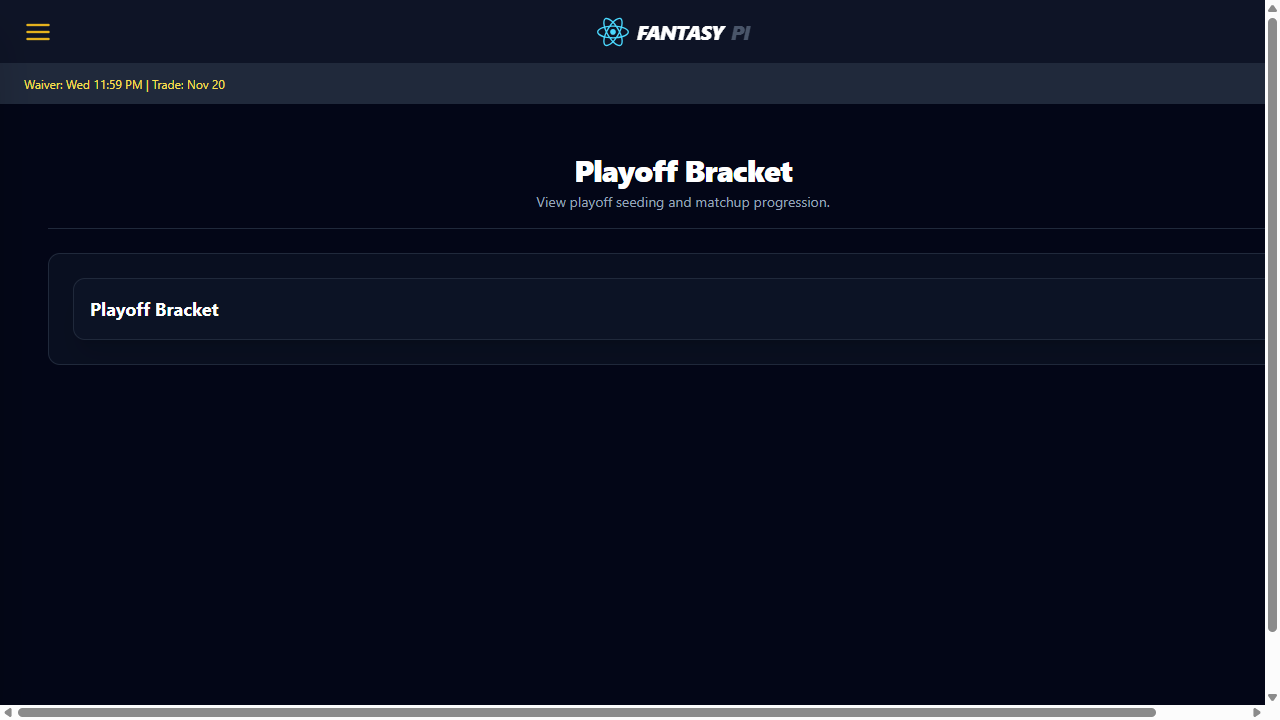 FANTASY PI
Waiver: Wed 11:59 PM | Trade: Nov 20
Playoff Bracket
View playoff seeding and matchup progression.
Playoff Bracket